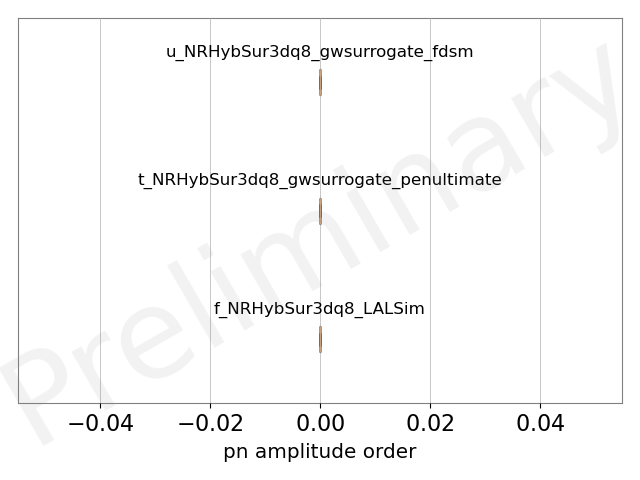 u_NRHybSur3dq8_gwsurrogate_fdsm
t_NRHybSur3dq8_gwsurrogate_penultimate
f_NRHybSur3dq8_LALSim
Preliminary
−0.04 −0.02 0.00 0.02 0.04
pn amplitude order